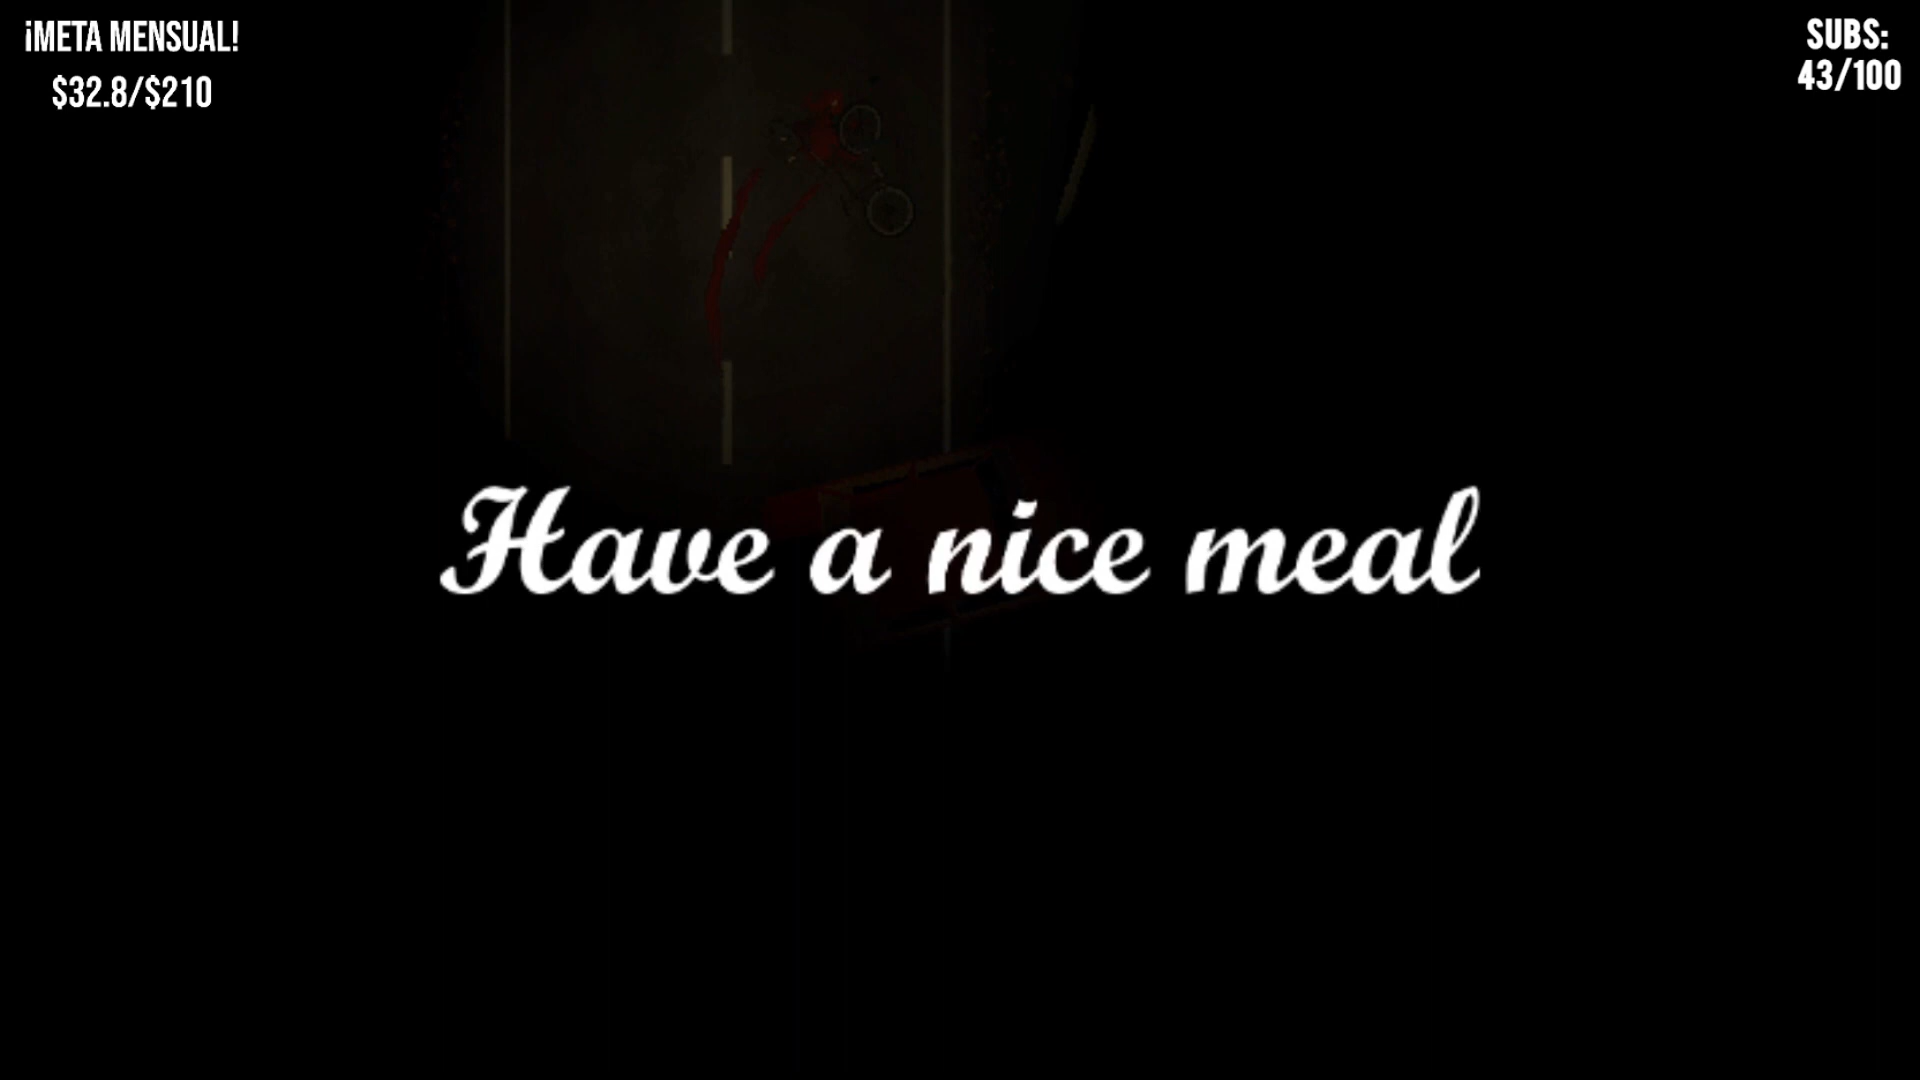 ¡META MENSUAL!
$32.8/$210
SUBS:
43/100
Have a nice meal